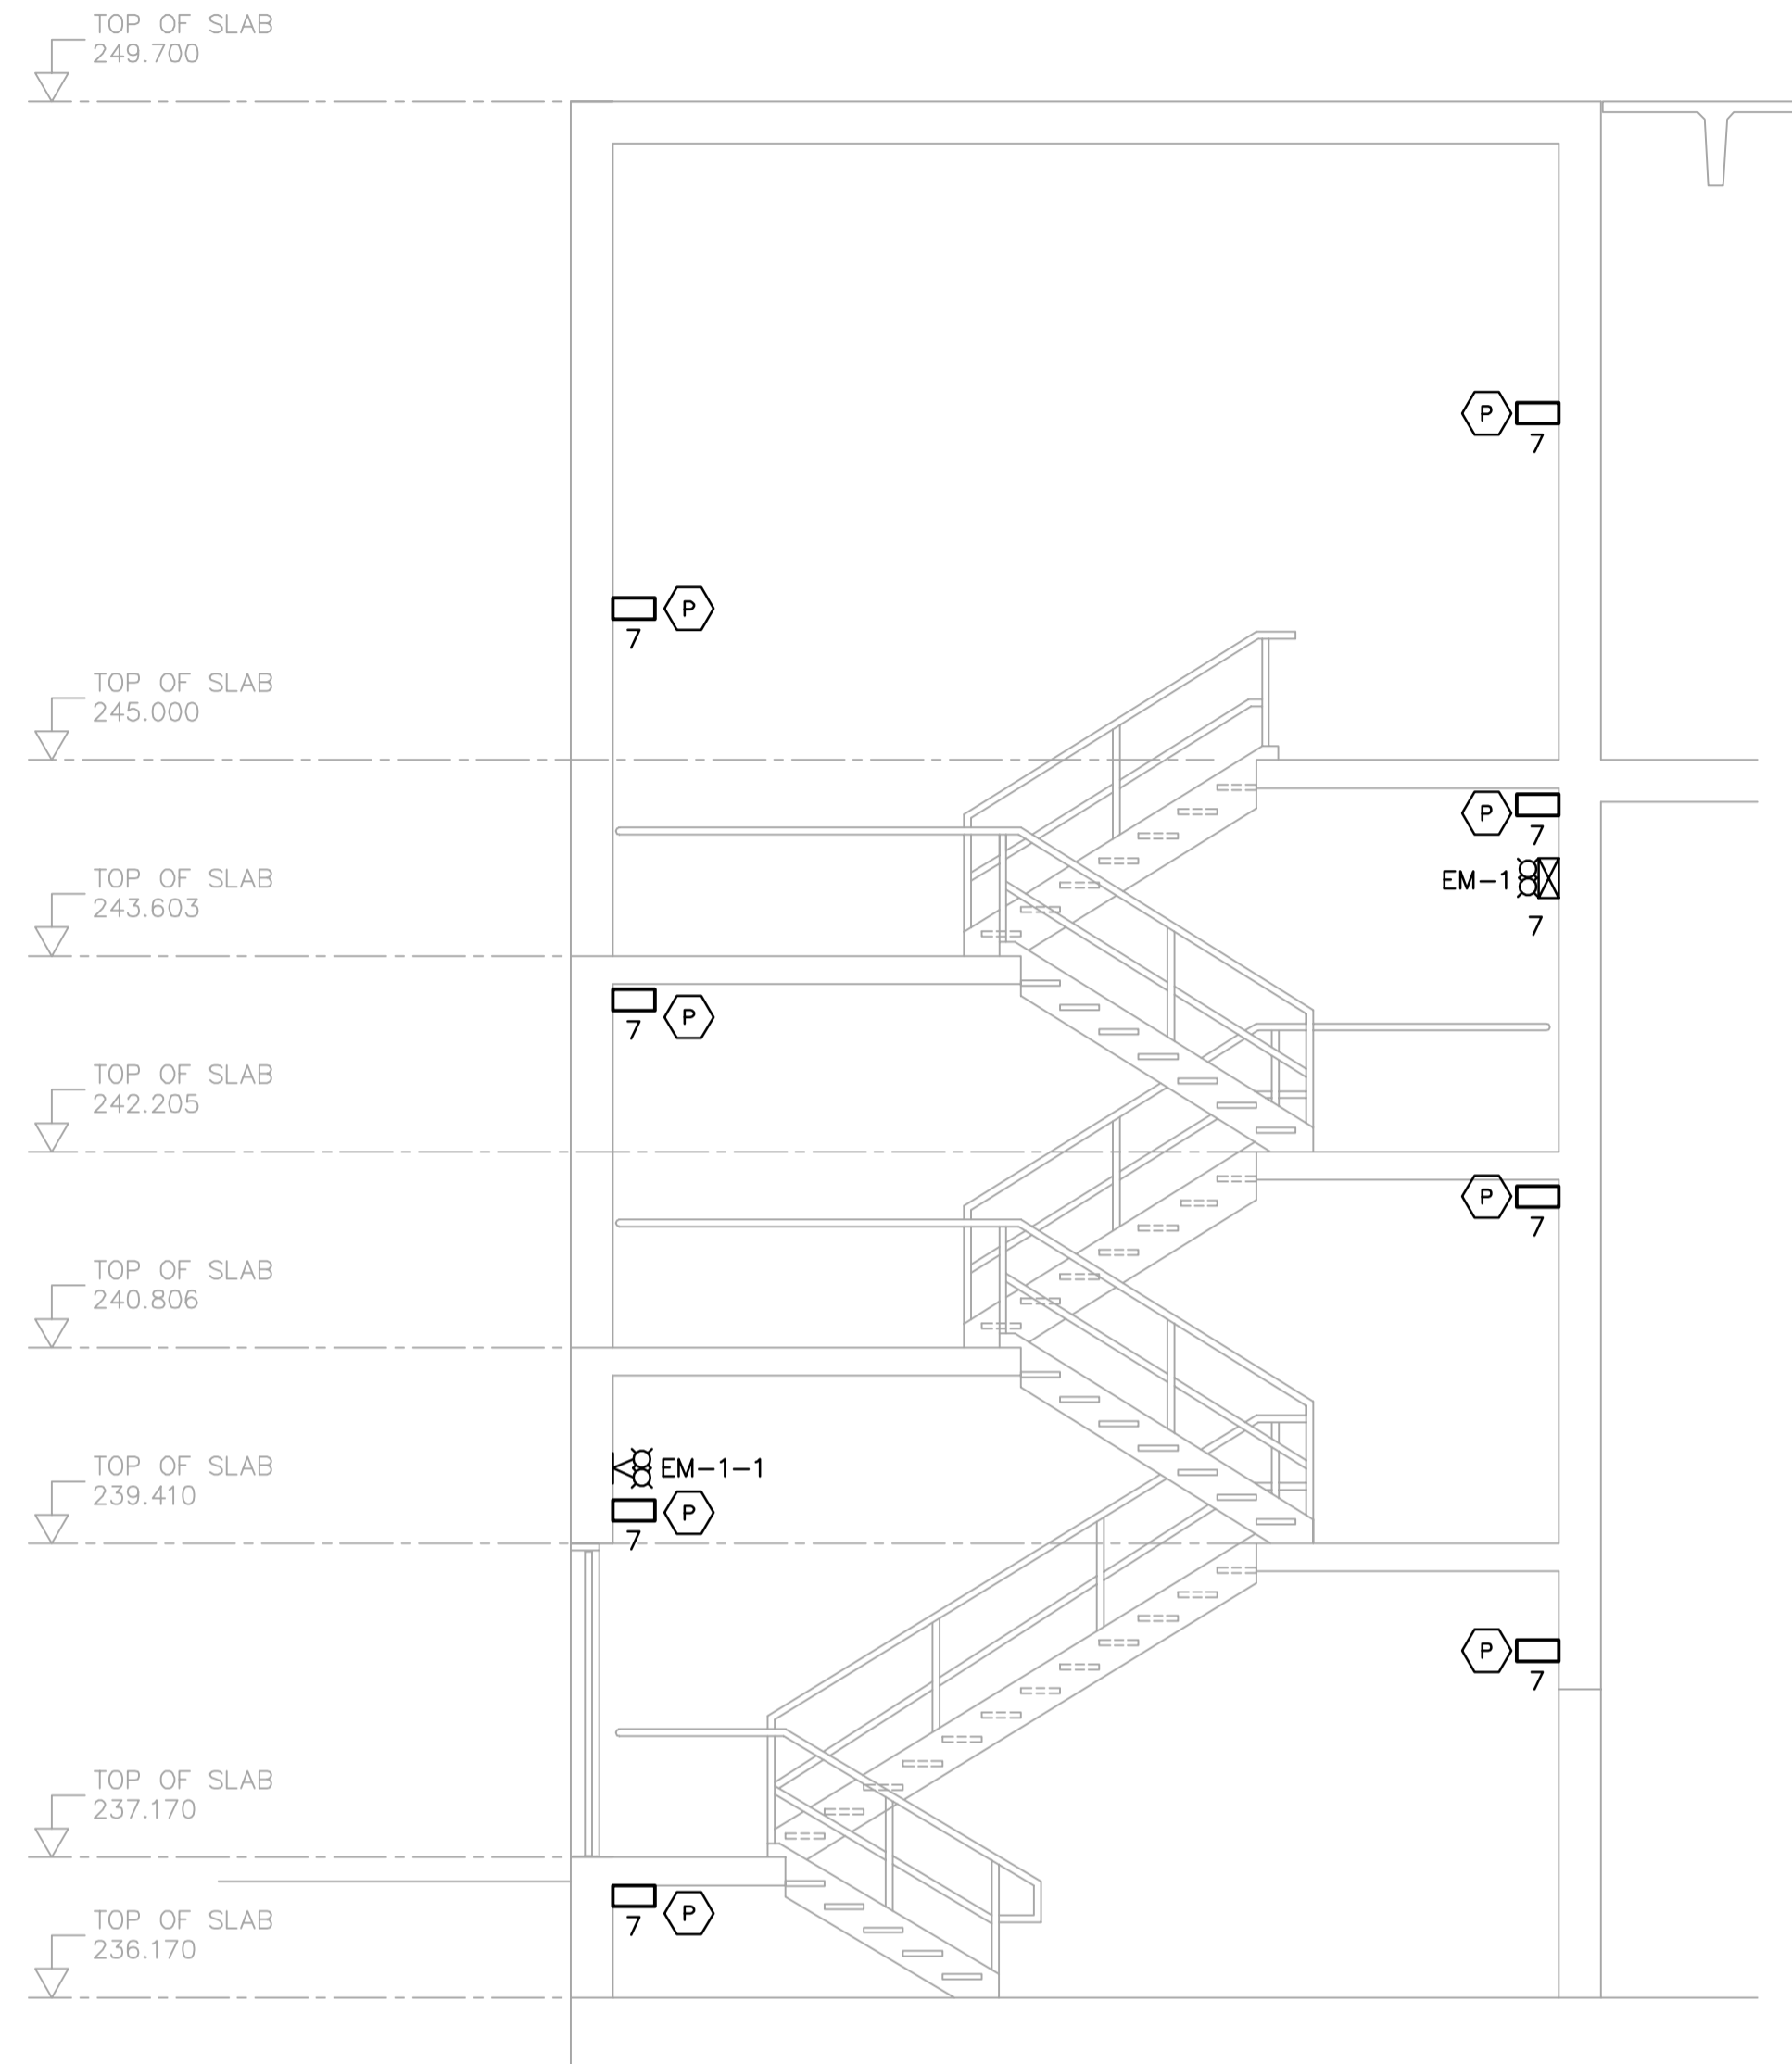 TOP OF SLAB
249.700
P
7
P
7
TOP OF SLAB
245.000
P
7
TOP OF SLAB
243.603
EM-1
7
P
7
TOP OF SLAB
242.205
P
7
TOP OF SLAB
240.806
TOP OF SLAB
239.410
EM-1-1
P
7
P
7
TOP OF SLAB
237.170
P
7
TOP OF SLAB
236.170